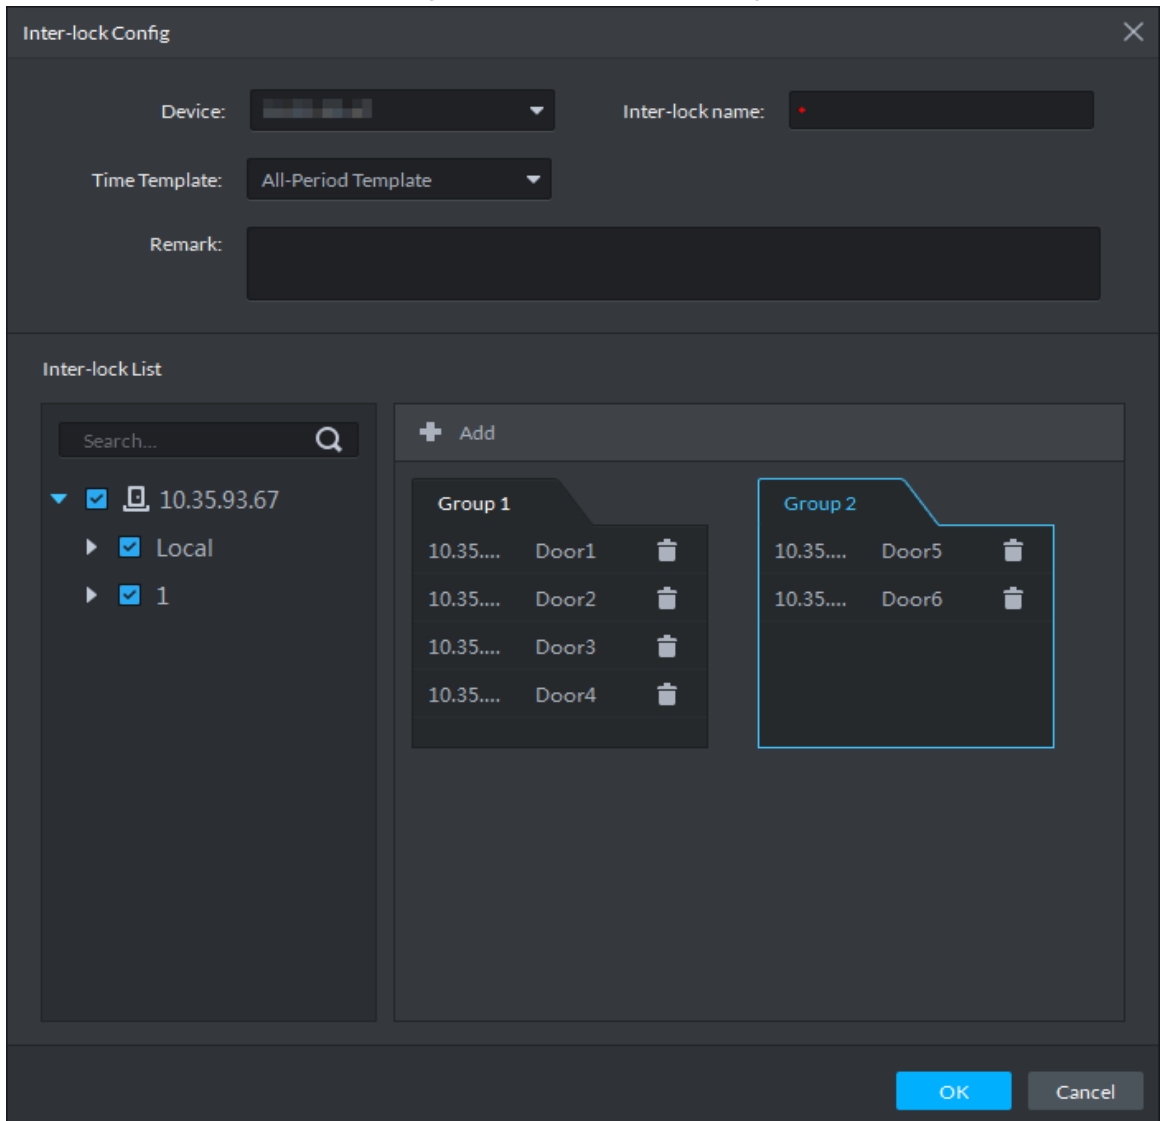 Inter-lock Config
Device:
Inter-lock name:
Time Template: All-Period Template
Remark:
Inter-lock List
Search...
Add
10.35.93.67
Local
1
Group 1
10.35.... Door1
10.35.... Door2
10.35.... Door3
10.35.... Door4
Group 2
10.35.... Door5
10.35.... Door6
OK Cancel